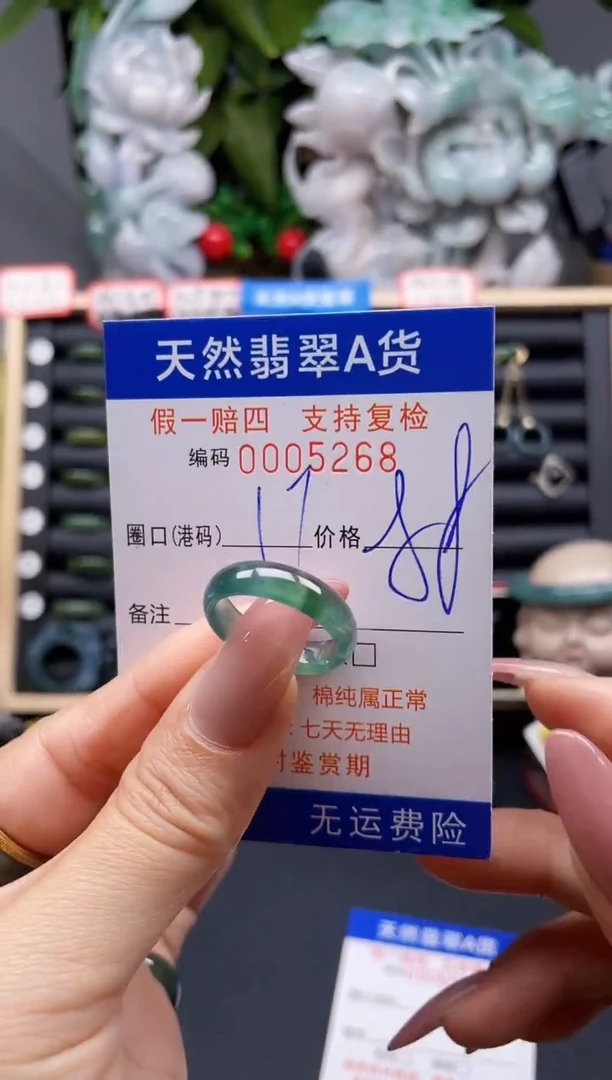 天然翡翠A货
假一赔四 支持复检
编码 0005268
圈口(港码) 17 价格
备注
棉纯属正常
七天无理由
鉴赏期
无运费险
天然翡翠A货